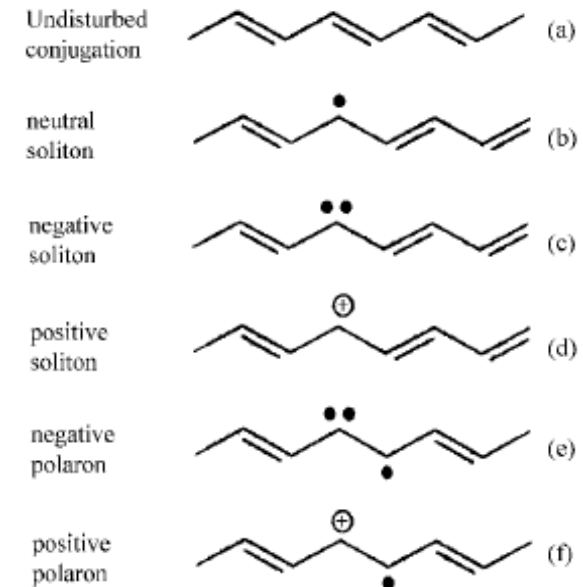 Undisturbed
conjugation
(a)
neutral
soliton
(b)
negative
soliton
(c)
positive
soliton
(d)
negative
polaron
(e)
positive
polaron
(f)